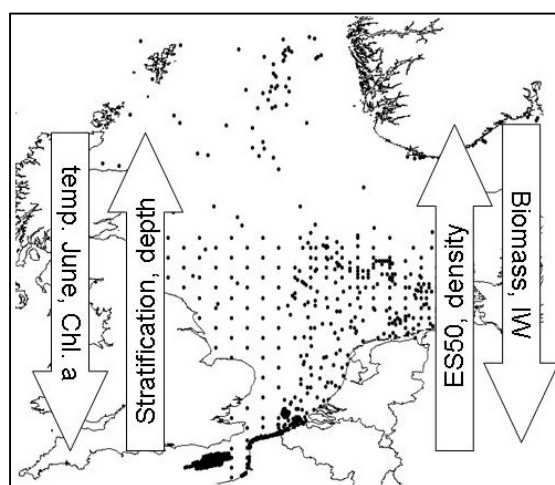 temp. June, Chl. a
Stratification, depth
ES50, density
Biomass, IW